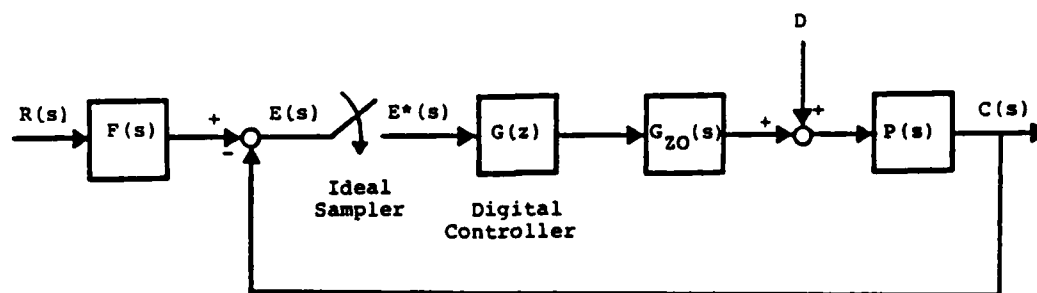 D
R(s)
F(s)
+
-
E(s)
E*(s)
G(z)
G_ZO(s)
+
+
P(s)
C(s)
Ideal
Sampler
Digital
Controller